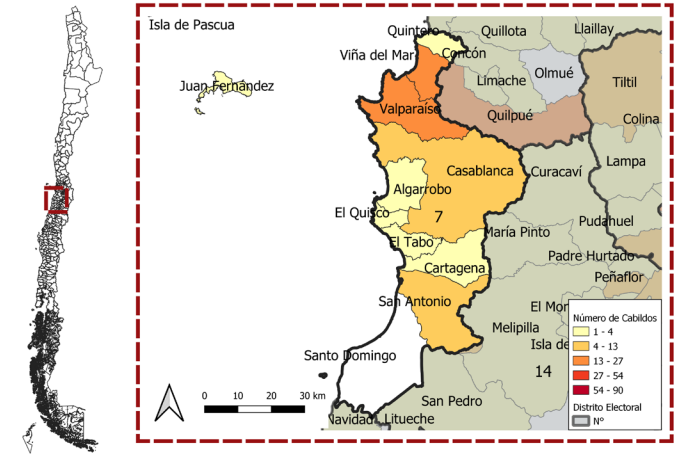 Isla de Pascua
Quintero
Quillota
Llaillay
Viña del Mar
Concón
Olmué
Limache
Tiltil
Juan Fernández
Valparaíso
Quilpué
Colina
Lampa
Casablanca
Curacaví
Algarrobo
El Quisco
7
Pudahuel
María Pinto
El Tabo
Padre Hurtado
Cartagena
Peñaflor
San Antonio
El Mon
Melipilla
Isla de
Santo Domingo
14
San Pedro
Navidad
Litueche
0 10 20 30 km
Número de Cabildos
1 - 4
4 - 13
13 - 27
27 - 54
54 - 90
Distrito Electoral
N°